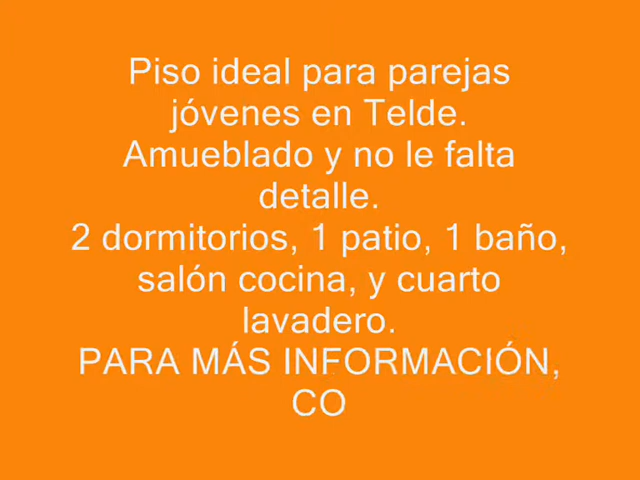 Piso ideal para parejas
jóvenes en Telde.
Amueblado y no le falta
detalle.
2 dormitorios, 1 patio, 1 baño,
salón cocina, y cuarto
lavadero.
PARA MÁS INFORMACIÓN,
CO